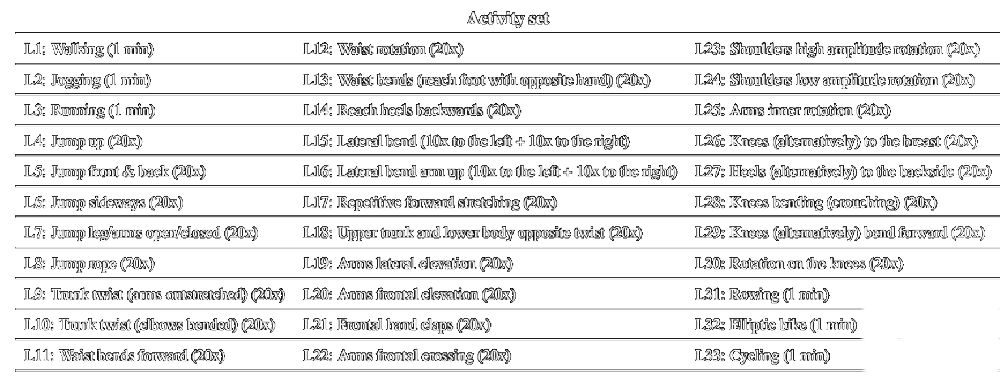 Activity set
L1: Walking (1 min) L12: Waist rotation (20x) L23: Shoulders high amplitude rotation (20x)
L2: Jogging (1 min) L13: Waist bends (reach foot with opposite hand) (20x) L24: Shoulders low amplitude rotation (20x)
L3: Running (1 min) L14: Reach heels backwards (20x) L25: Arms inner rotation (20x)
L4: Jump up (20x) L15: Lateral bend (10x to the left + 10x to the right) L26: Knees (alternatively) to the breast (20x)
L5: Jump front & back (20x) L16: Lateral bend arm up (10x to the left + 10x to the right) L27: Heels (alternatively) to the backside (20x)
L6: Jump sideways (20x) L17: Repetitive forward stretching (20x) L28: Knees bending (crouching) (20x)
L7: Jump leg/arms open/closed (20x) L18: Upper trunk and lower body opposite twist (20x) L29: Knees (alternatively) bend forward (20x)
L8: Jump rope (20x) L19: Arms lateral elevation (20x) L30: Rotation on the knees (20x)
L9: Trunk twist (arms outstretched) (20x) L20: Arms frontal elevation (20x) L31: Rowing (1 min)
L10: Trunk twist (elbows bended) (20x) L21: Frontal hand claps (20x) L32: Elliptic bike (1 min)
L11: Waist bends forward (20x) L22: Arms frontal crossing (20x) L33: Cycling (1 min)